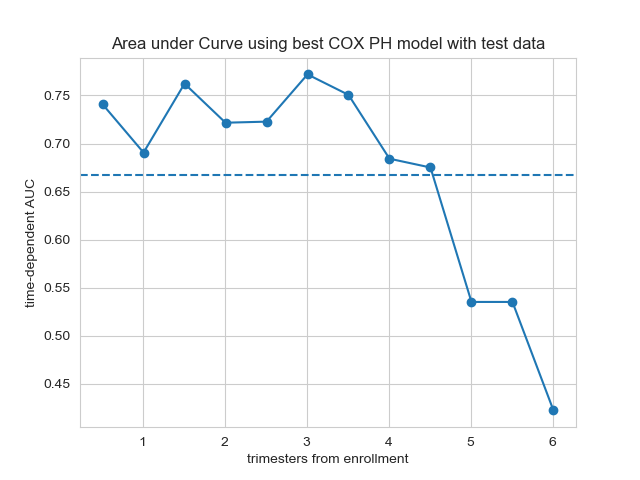 Area under Curve using best COX PH model with test data
time-dependent AUC
0.75
0.70
0.65
0.60
0.55
0.50
0.45
1 2 3 4 5 6
trimesters from enrollment